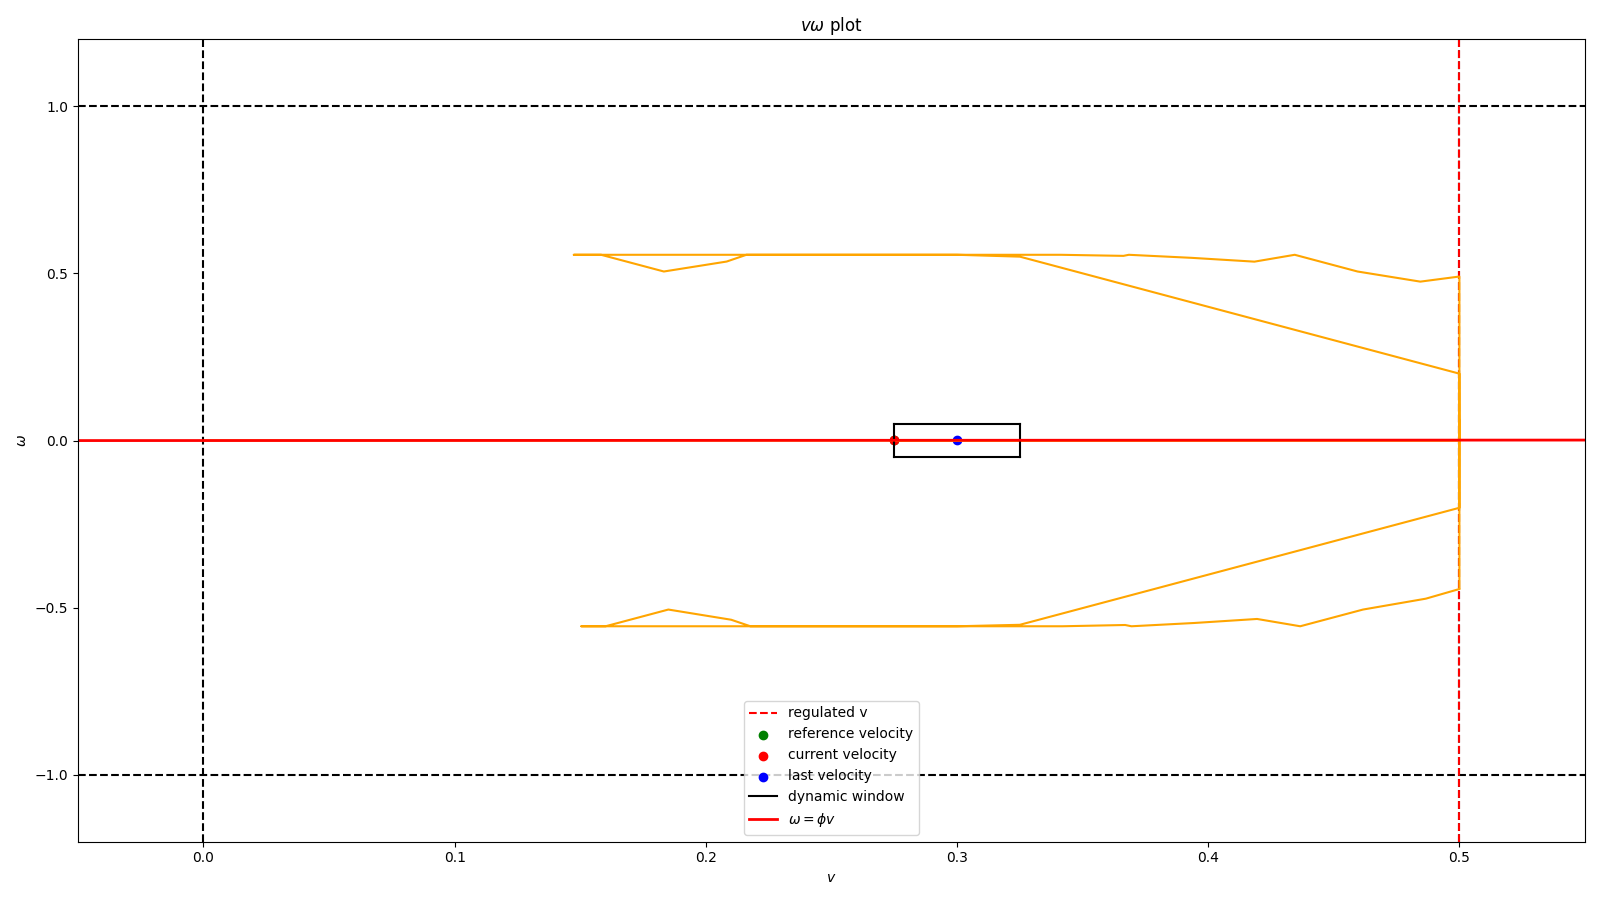 vω plot
1.0
0.5
0.0
−0.5
−1.0
ω
regulated v
reference velocity
current velocity
last velocity
dynamic window
ω = ϕv
0.0 0.1 0.2 0.3 0.4 0.5
v